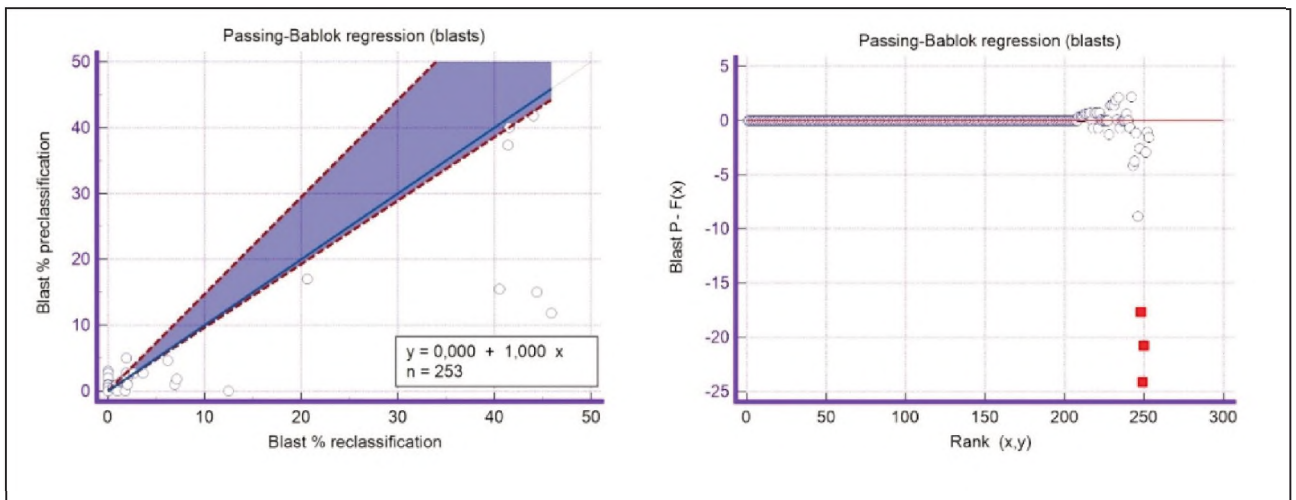 Passing-Bablok regression (blasts)
50
40
30
20
10
0
Blast % preclassification
y = 0,000 + 1,000 x
n = 253
0 10 20 30 40 50
Blast % reclassification
Passing-Bablok regression (blasts)
5
0
-5
-10
-15
-20
-25
Blast P - F(x)
0 50 100 150 200 250 300
Rank (x,y)